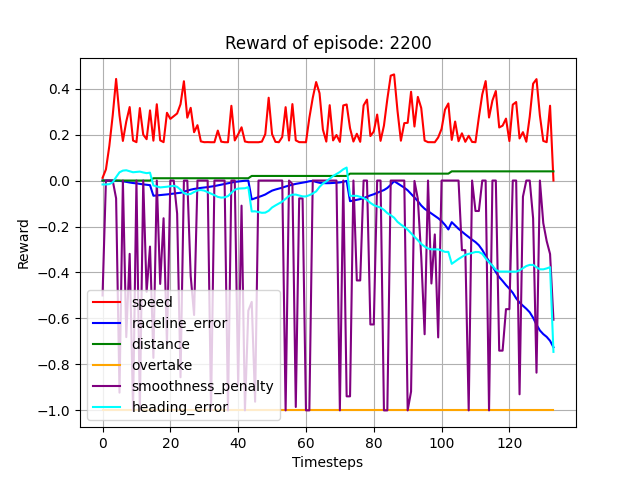 Reward of episode: 2200
Reward
0.4
0.2
0.0
−0.2
−0.4
−0.6
−0.8
−1.0
speed
raceline_error
distance
overtake
smoothness_penalty
heading_error
0 20 40 60 80 100 120
Timesteps